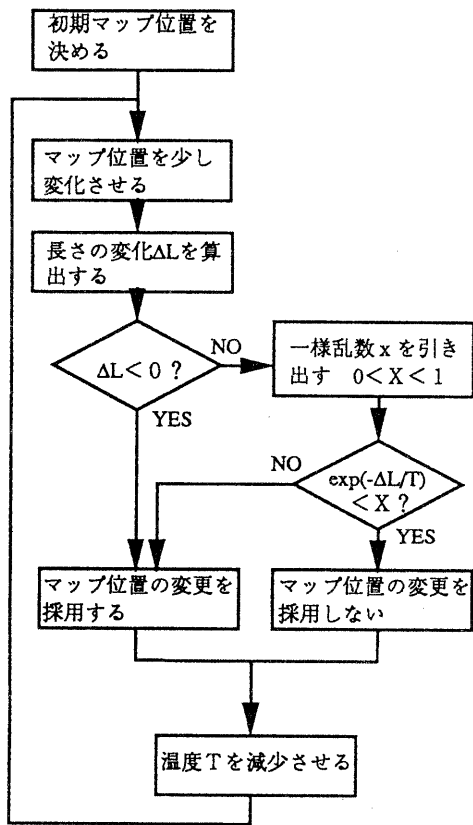 初期マップ位置を
決める
マップ位置を少し
変化させる
長さの変化ΔLを算
出する
ΔL < 0 ?
NO
YES
一様乱数 x を引き
出す 0 < X < 1
exp(-ΔL/T)
< X ?
NO
YES
マップ位置の変更を
採用する
マップ位置の変更を
採用しない
温度Tを減少させる